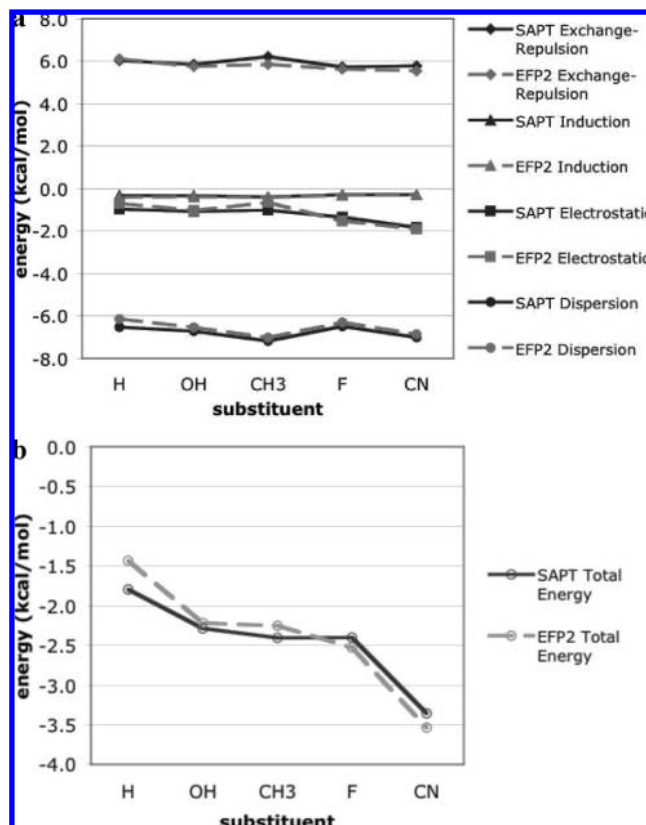 a
8.0
6.0
4.0
2.0
0.0
-2.0
-4.0
-6.0
-8.0
energy (kcal/mol)
H OH CH3 F CN
substituent
SAPT Exchange-
Repulsion
EFP2 Exchange-
Repulsion
SAPT Induction
EFP2 Induction
SAPT Electrostatic
EFP2 Electrostatic
SAPT Dispersion
EFP2 Dispersion
b
0.0
-0.5
-1.0
-1.5
-2.0
-2.5
-3.0
-3.5
-4.0
energy (kcal/mol)
H OH CH3 F CN
substituent
SAPT Total
Energy
EFP2 Total
Energy